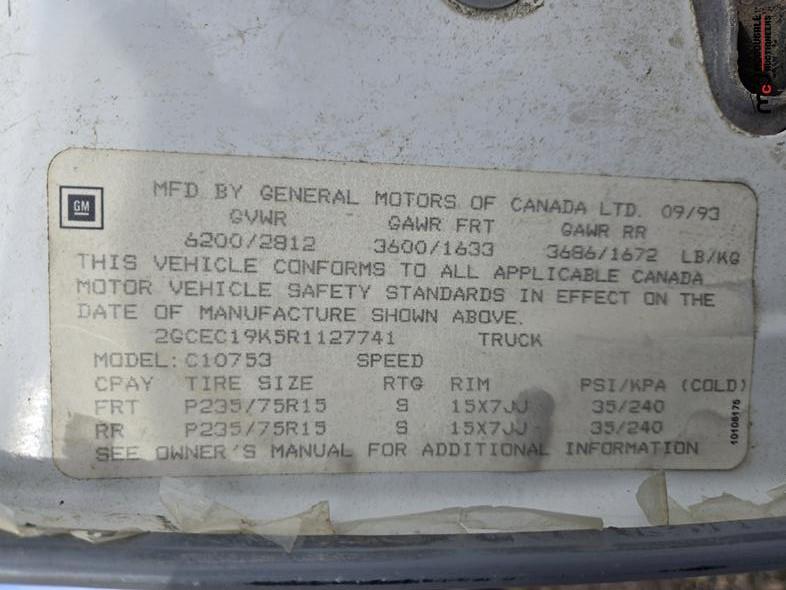 GM
MFD BY GENERAL MOTORS OF CANADA LTD. 09/93
GVWR GAWR FRT GAWR RR
6200/2812 3600/1633 3686/1672 LB/KG
THIS VEHICLE CONFORMS TO ALL APPLICABLE CANADA
MOTOR VEHICLE SAFETY STANDARDS IN EFFECT ON THE
DATE OF MANUFACTURE SHOWN ABOVE.
2GCEC19K5R1127741 TRUCK
MODEL: C10753 SPEED
CPAY TIRE SIZE RTG RIM PSI/KPA (COLD)
FRT P235/75R15 S 15X7JJ 35/240
RR P235/75R15 S 15X7JJ 35/240
SEE OWNER'S MANUAL FOR ADDITIONAL INFORMATION
10108175
McDOUGALL
AUCTIONEERS